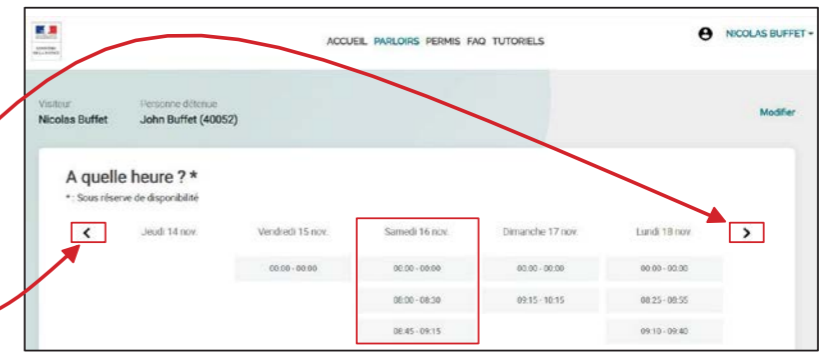 ACCUEIL PARLOIRS PERMIS FAQ TUTORIELS
NICOLAS BUFFET
Visiteur Personne détenue
Nicolas Buffet John Buffet (40052)
Modifier
A quelle heure ? *
* : Sous réserve de disponibilité
Jeudi 14 nov. Vendredi 15 nov. Samedi 16 nov. Dimanche 17 nov. Lundi 18 nov.
00:00 - 00:00 00:00 - 00:00 00:00 - 00:00 00:00 - 00:00
08:00 - 08:30 09:15 - 10:15 08:25 - 08:55
08:45 - 09:15 09:10 - 09:40